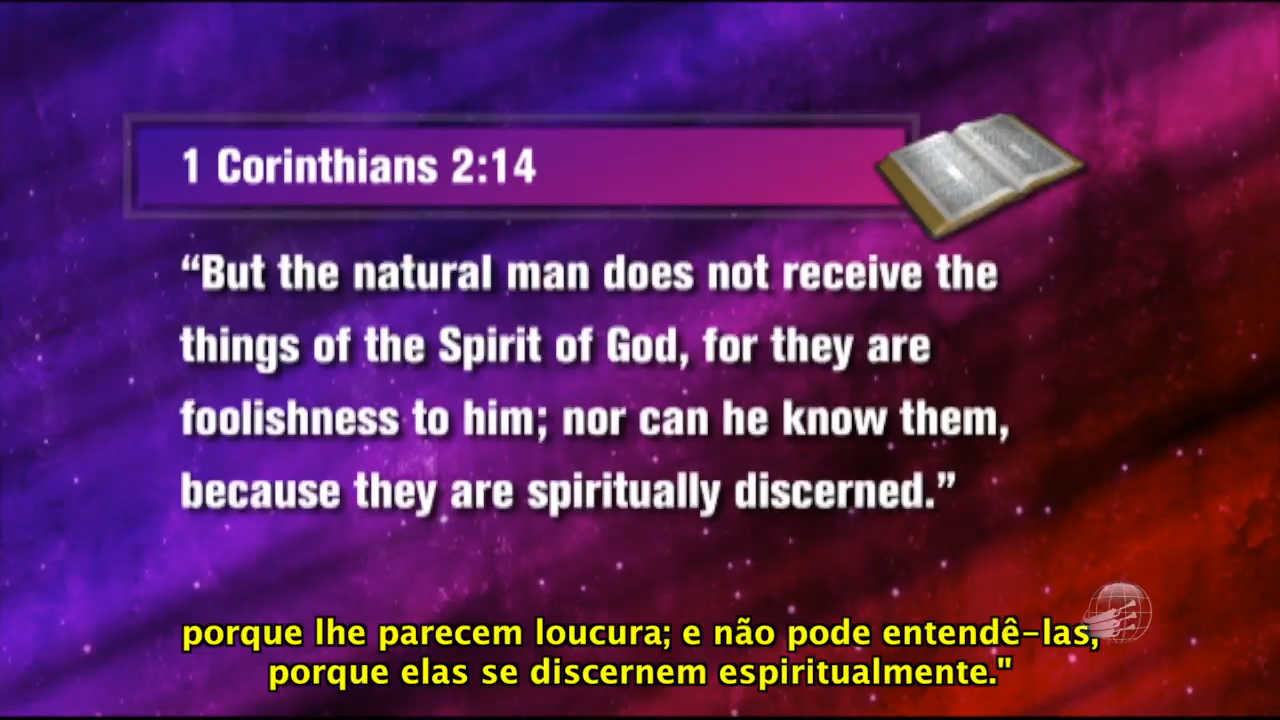 1 Corinthians 2:14
“But the natural man does not receive the
things of the Spirit of God, for they are
foolishness to him; nor can he know them,
because they are spiritually discerned.”
porque lhe parecem loucura; e não pode entendê-las,
porque elas se discernem espiritualmente."